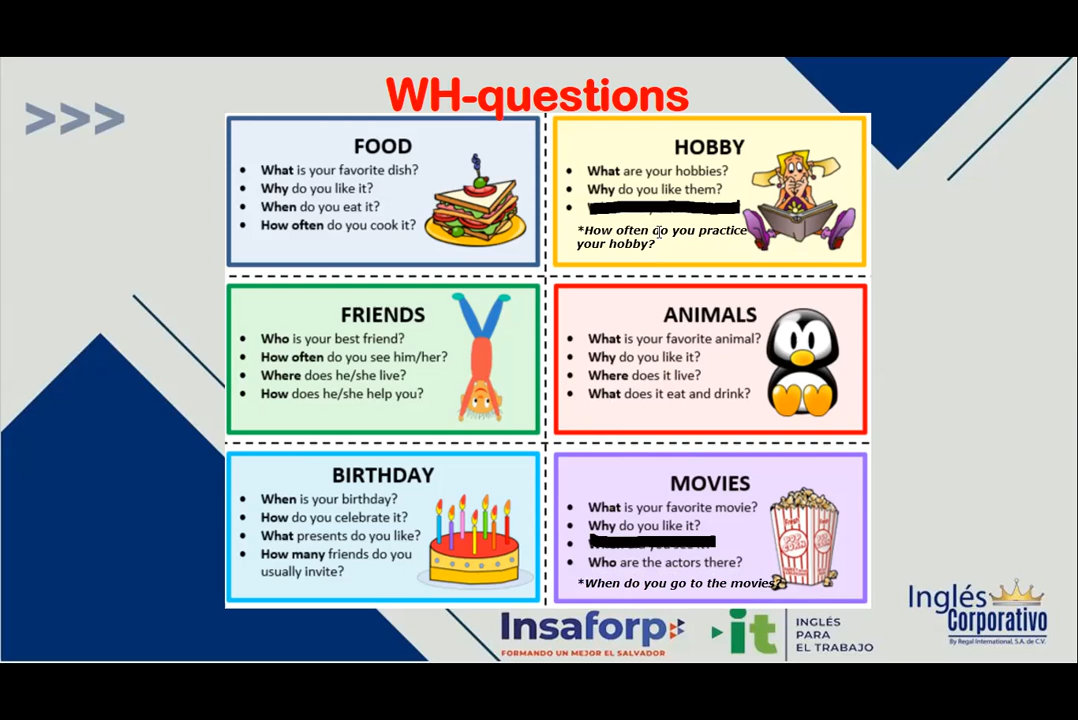 WH-questions
FOOD
• What is your favorite dish?
• Why do you like it?
• When do you eat it?
• How often do you cook it?
HOBBY
• What are your hobbies?
• Why do you like them?
*How often do you practice
your hobby?
FRIENDS
• Who is your best friend?
• How often do you see him/her?
• Where does he/she live?
• How does he/she help you?
ANIMALS
• What is your favorite animal?
• Why do you like it?
• Where does it live?
• What does it eat and drink?
BIRTHDAY
• When is your birthday?
• How do you celebrate it?
• What presents do you like?
• How many friends do you
usually invite?
MOVIES
• What is your favorite movie?
• Why do you like it?
• Who are the actors there?
*When do you go to the movies
POP CORN
Insaforp
FORMANDO UN MEJOR EL SALVADOR
it
INGLÉS
PARA
EL TRABAJO
Inglés
Corporativo
By Regal International, S.A. de C.V.